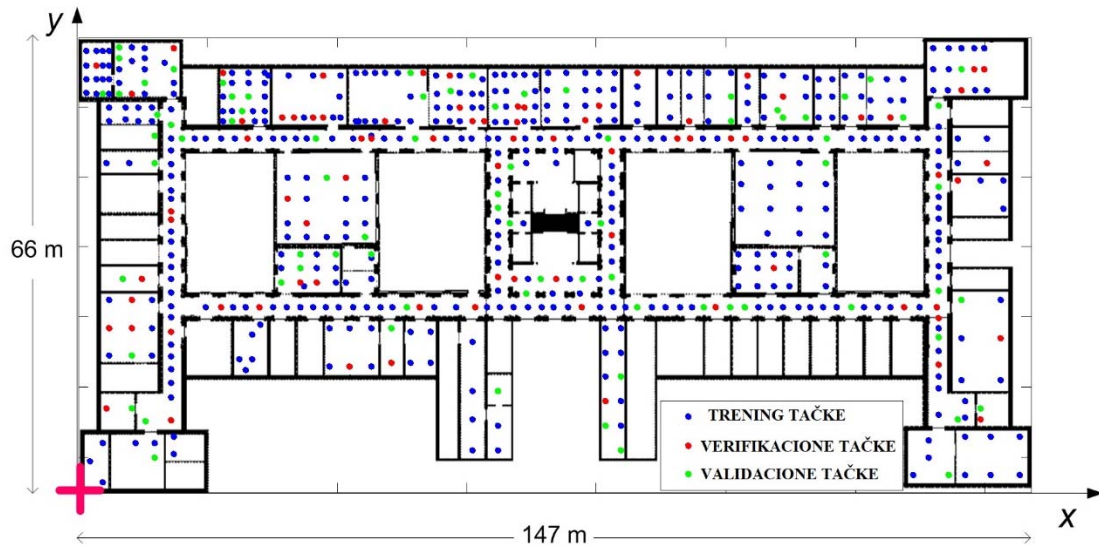 y
66 m
TRENING TAČKE
VERIFIKACIONE TAČKE
VALIDACIONE TAČKE
x
147 m